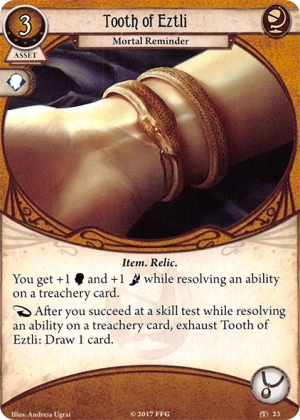 3
Tooth of Eztli
ASSET
Mortal Reminder
Item. Relic.
You get +1 and +1 while resolving an ability
on a treachery card.
After you succeed at a skill test while resolving
an ability on a treachery card, exhaust Tooth of
Eztli: Draw 1 card.
Illus. Andreia Ugrai
© 2017 FFG
23